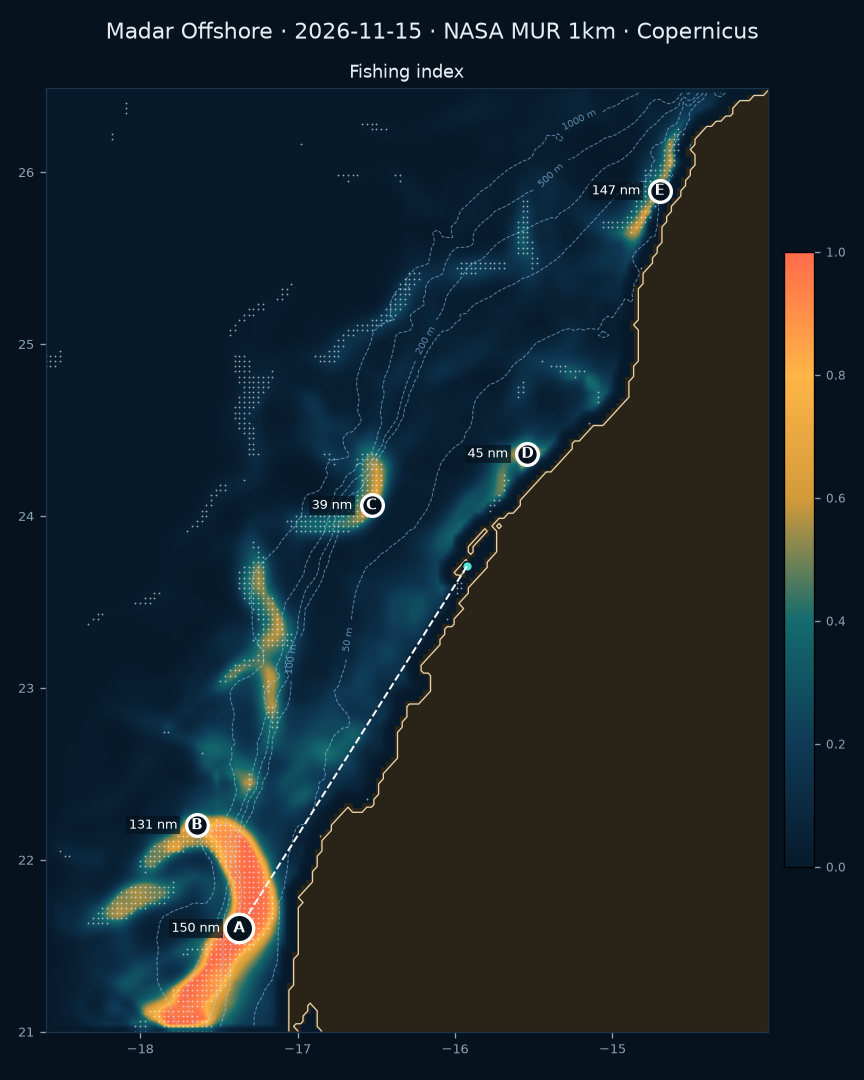 Madar Offshore · 2026-11-15 · NASA MUR 1km · Copernicus
Fishing index
1000 m
26
147 nm E
500 m
1.0
25
200 m
0.8
45 nm D
24
39 nm C
0.6
50 m
100 m
23
0.4
131 nm B
22
0.2
150 nm A
0.0
21
−18 −17 −16 −15